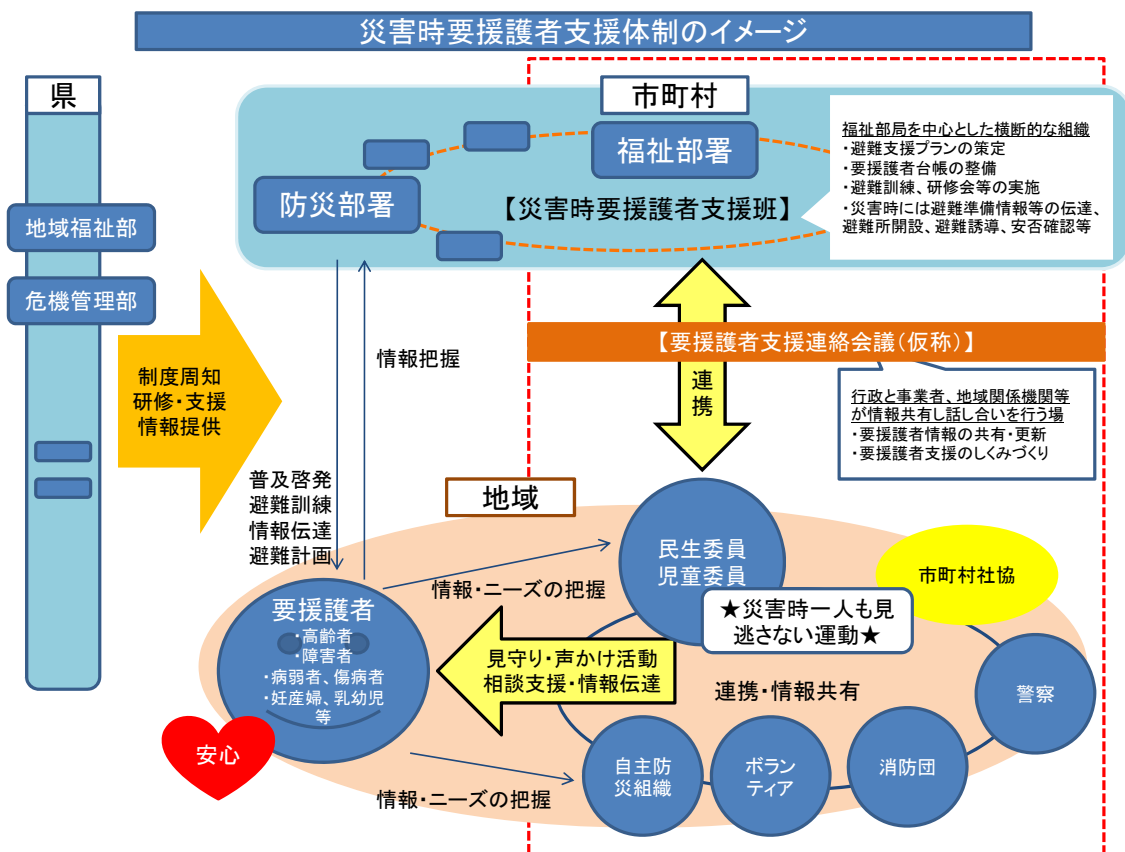 災害時要援護者支援体制のイメージ
県
地域福祉部
危機管理部
制度周知
研修・支援
情報提供
市町村
福祉部署
防災部署
【災害時要援護者支援班】
福祉部局を中心とした横断的な組織
・避難支援プランの策定
・要援護者台帳の整備
・避難訓練、研修会等の実施
・災害時には避難準備情報等の伝達、
避難所開設、避難誘導、安否確認等
情報把握
【要援護者支援連絡会議(仮称)】
連
携
行政と事業者、地域関係機関等
が情報共有し話し合いを行う場
・要援護者情報の共有・更新
・要援護者支援のしくみづくり
普及啓発
避難訓練
情報伝達
避難計画
地域
民生委員
児童委員
市町村社協
★災害時一人も見
逃さない運動★
情報・ニーズの把握
要援護者
・高齢者
・障害者
・病弱者、傷病者
・妊産婦、乳幼児
等
見守り・声かけ活動
相談支援・情報伝達
連携・情報共有
警察
安心
自主防
災組織
ボラン
ティア
消防団
情報・ニーズの把握